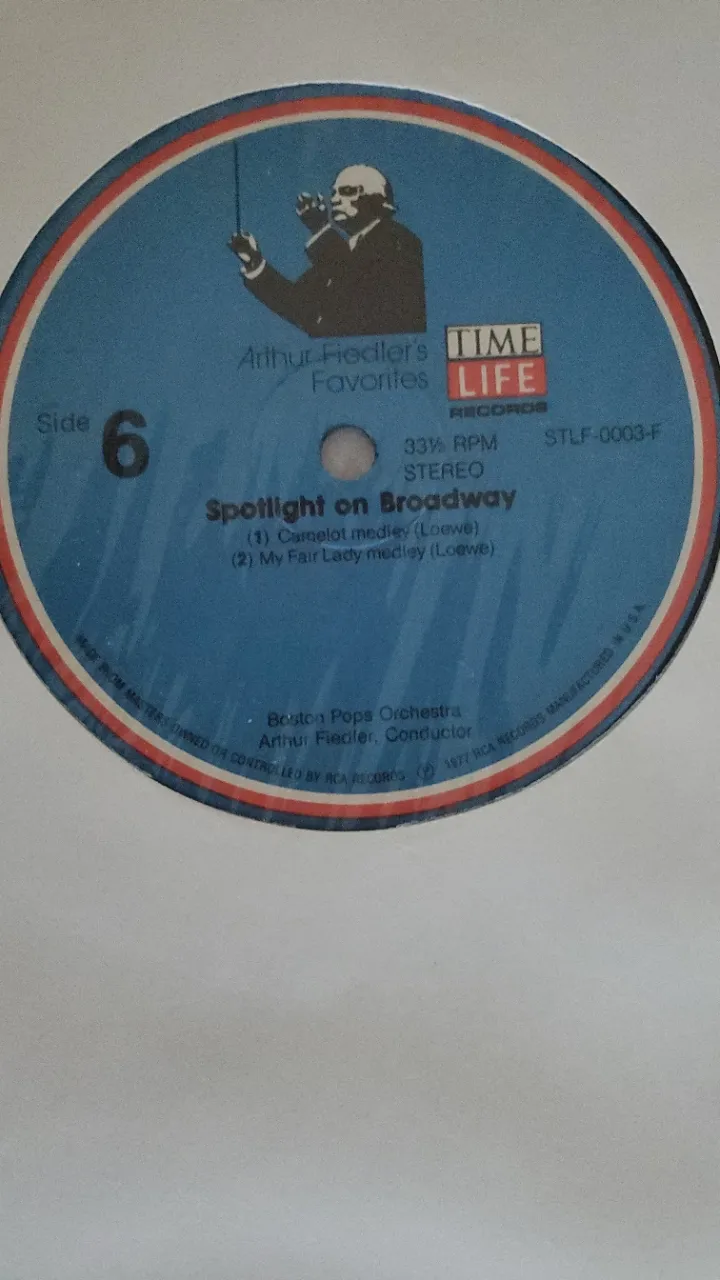 Arthur Fiedler's
Favorites
TIME
LIFE
RECORDS
Side 6
33⅓ RPM
STEREO
STLF-0003-F
Spotlight on Broadway
(1) Camelot medley (Loewe)
(2) My Fair Lady medley (Loewe)
Boston Pops Orchestra
Arthur Fiedler, Conductor
MADE FROM MASTERS OWNED OR CONTROLLED BY RCA RECORDS ℗ 1977 RCA RECORDS MANUFACTURED IN U.S.A.